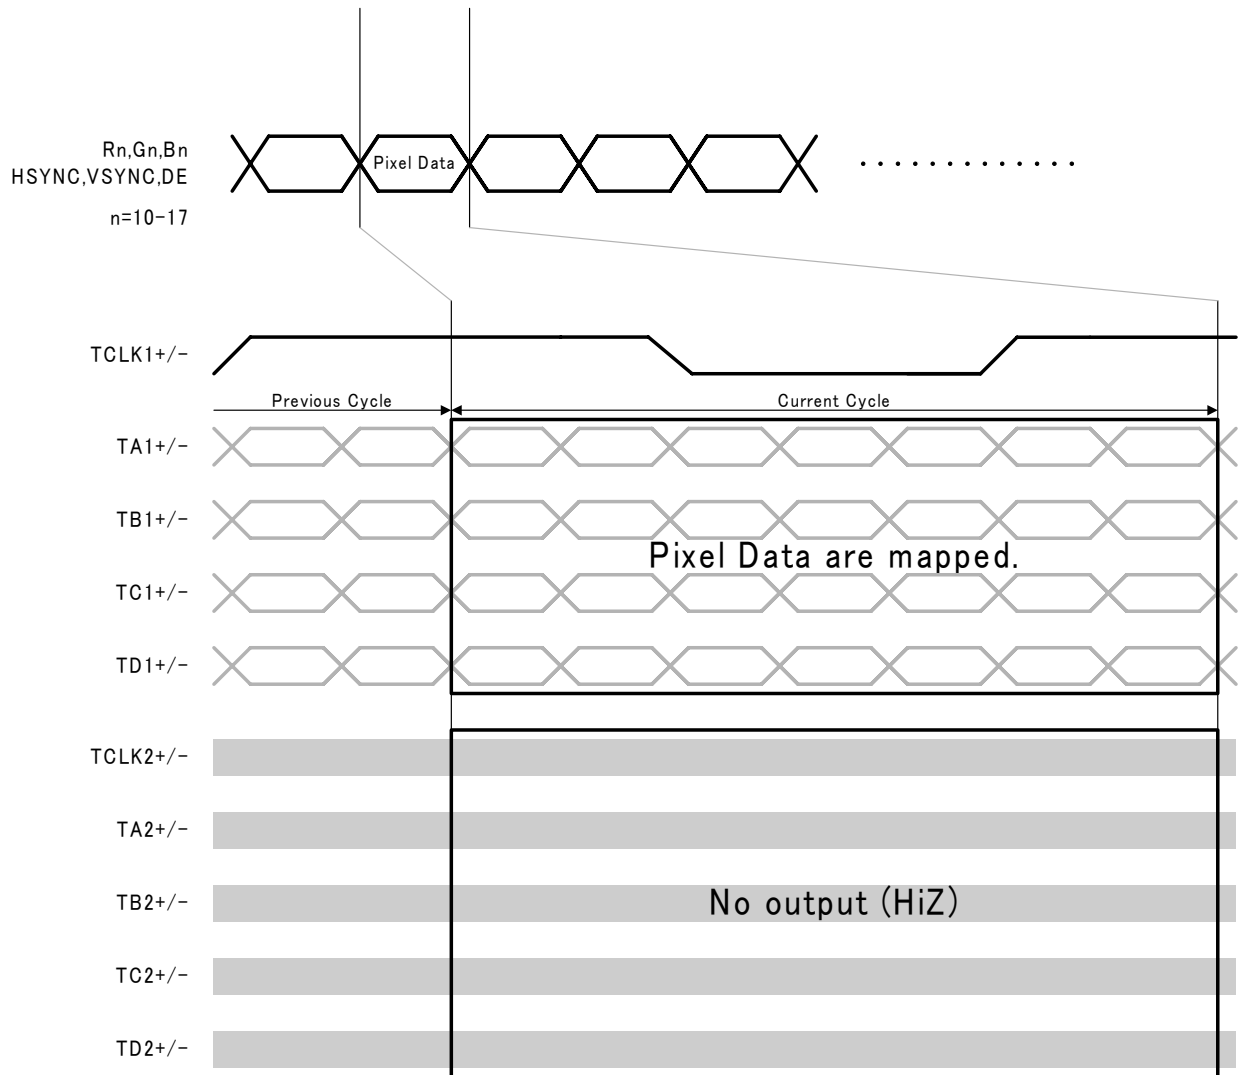 Rn,Gn,Bn
HSYNC,VSYNC,DE
n=10-17
Pixel Data
TCLK1+/-
Previous Cycle
Current Cycle
TA1+/-
TB1+/-
Pixel Data are mapped.
TC1+/-
TD1+/-
TCLK2+/-
TA2+/-
TB2+/-
No output (HiZ)
TC2+/-
TD2+/-